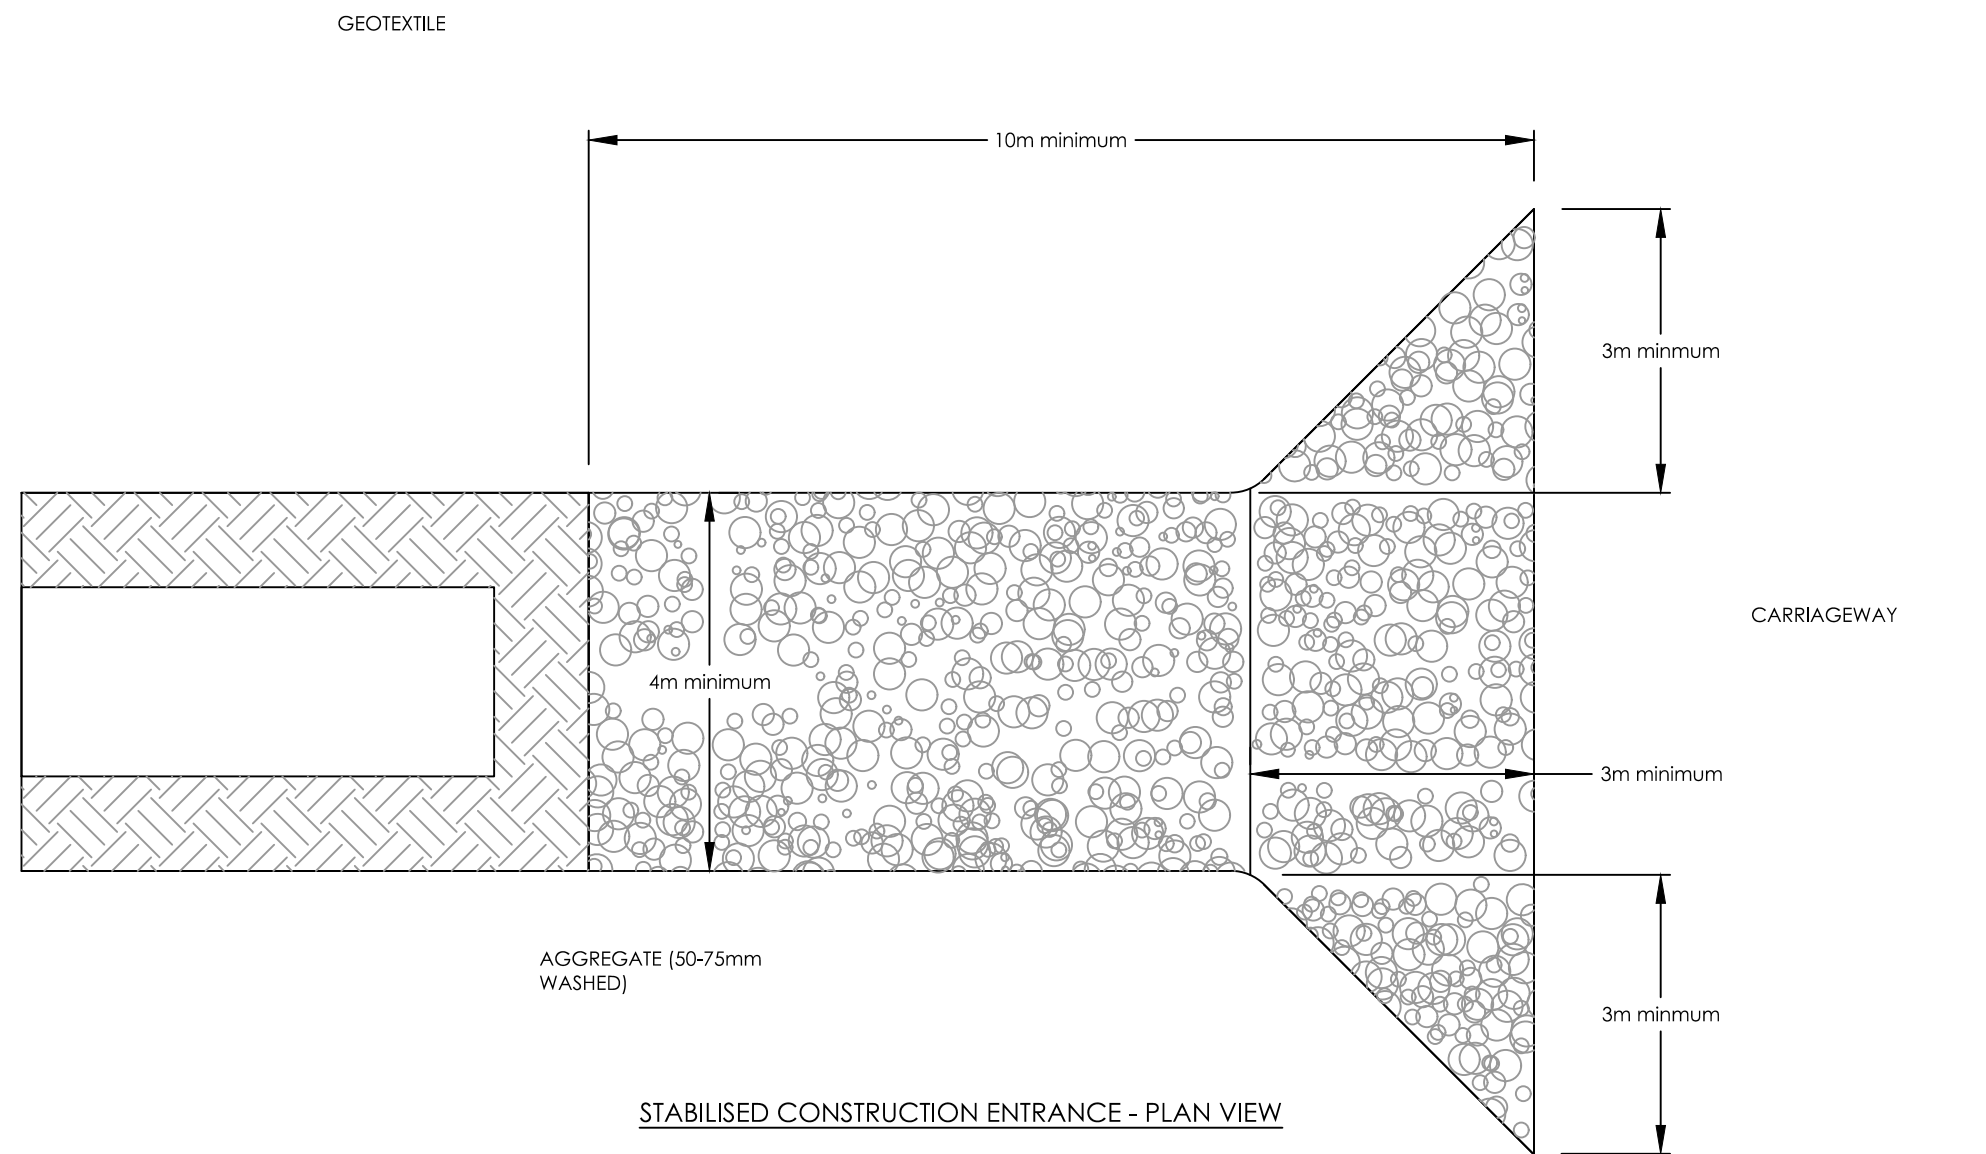 GEOTEXTILE
10m minimum
3m minmum
CARRIAGEWAY
4m minimum
3m minimum
AGGREGATE (50-75mm
WASHED)
3m minmum
STABILISED CONSTRUCTION ENTRANCE - PLAN VIEW